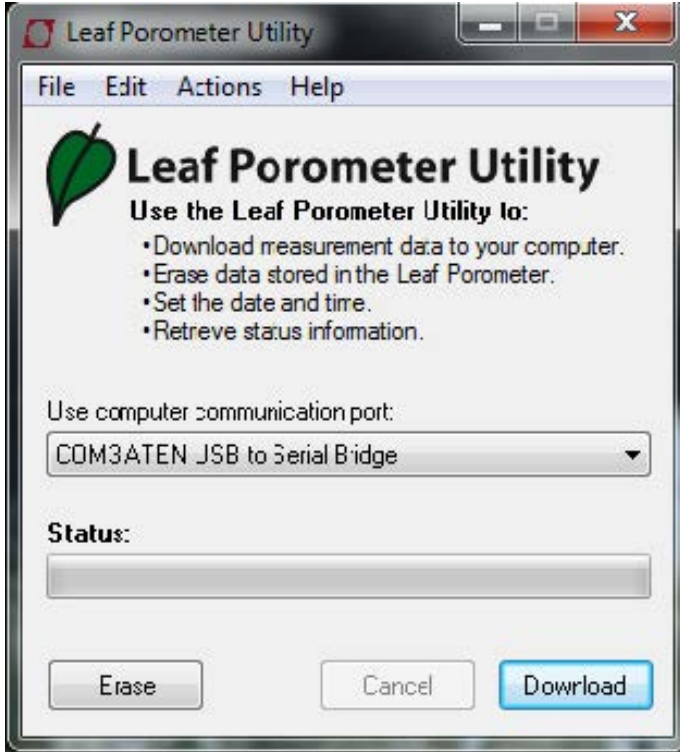 Leaf Porometer Utility
File Edit Actions Help
Leaf Porometer Utility
Use the Leaf Porometer Utility to:
•Download measurement data to your computer.
•Erase data stored in the Leaf Porometer.
•Set the date and time.
•Retreve status information.
Use computer communication port:
COM3ATEN USB to Serial Bridge
Status:
Erase Cancel Download